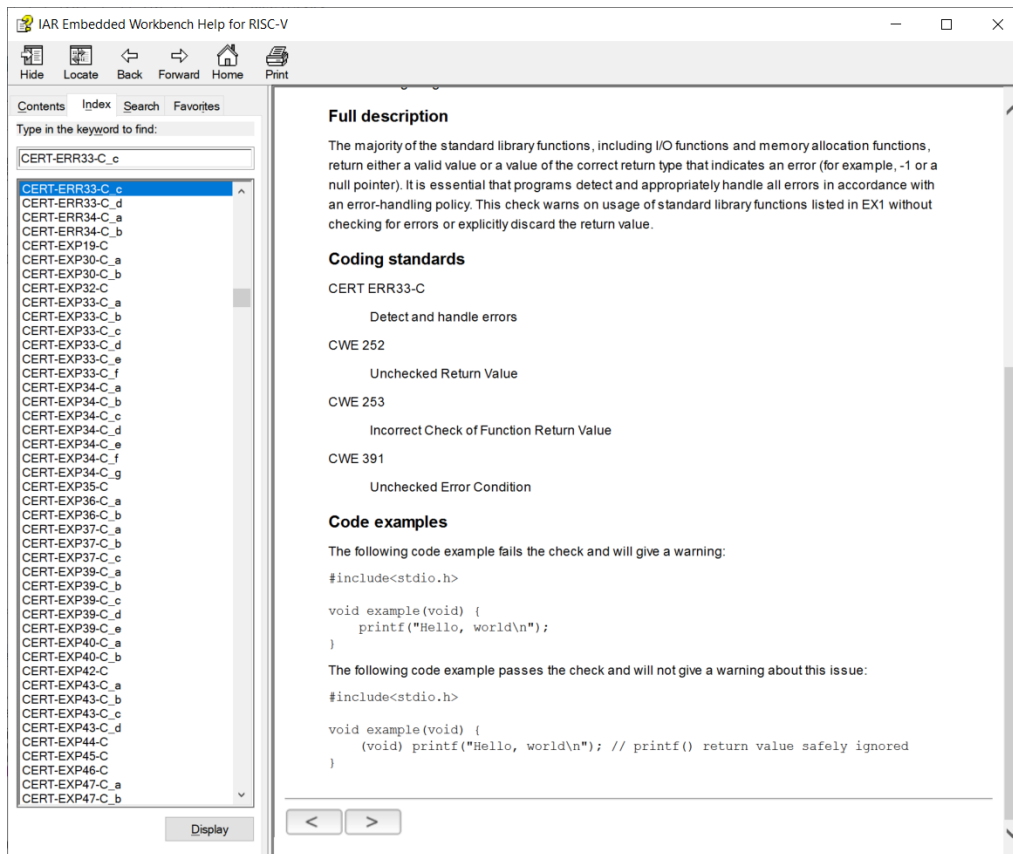 IAR Embedded Workbench Help for RISC-V
Hide Locate Back Forward Home Print
Contents Index Search Favorites
Type in the keyword to find:
CERT-ERR33-C_c
CERT-ERR33-C_c
CERT-ERR33-C_d
CERT-ERR34-C_a
CERT-ERR34-C_b
CERT-EXP19-C
CERT-EXP30-C_a
CERT-EXP30-C_b
CERT-EXP32-C
CERT-EXP33-C_a
CERT-EXP33-C_b
CERT-EXP33-C_c
CERT-EXP33-C_d
CERT-EXP33-C_e
CERT-EXP33-C_f
CERT-EXP34-C_a
CERT-EXP34-C_b
CERT-EXP34-C_c
CERT-EXP34-C_d
CERT-EXP34-C_e
CERT-EXP34-C_f
CERT-EXP34-C_g
CERT-EXP35-C
CERT-EXP36-C_a
CERT-EXP36-C_b
CERT-EXP37-C_a
CERT-EXP37-C_b
CERT-EXP37-C_c
CERT-EXP39-C_a
CERT-EXP39-C_b
CERT-EXP39-C_c
CERT-EXP39-C_d
CERT-EXP39-C_e
CERT-EXP40-C_a
CERT-EXP40-C_b
CERT-EXP42-C
CERT-EXP43-C_a
CERT-EXP43-C_b
CERT-EXP43-C_c
CERT-EXP43-C_d
CERT-EXP44-C
CERT-EXP45-C
CERT-EXP46-C
CERT-EXP47-C_a
CERT-EXP47-C_b
Display
Full description
The majority of the standard library functions, including I/O functions and memory allocation functions,
return either a valid value or a value of the correct return type that indicates an error (for example, -1 or a
null pointer). It is essential that programs detect and appropriately handle all errors in accordance with
an error-handling policy. This check warns on usage of standard library functions listed in EX1 without
checking for errors or explicitly discard the return value.
Coding standards
CERT ERR33-C
Detect and handle errors
CWE 252
Unchecked Return Value
CWE 253
Incorrect Check of Function Return Value
CWE 391
Unchecked Error Condition
Code examples
The following code example fails the check and will give a warning:
#include<stdio.h>
void example(void) {
printf("Hello, world\n");
}
The following code example passes the check and will not give a warning about this issue:
#include<stdio.h>
void example(void) {
(void) printf("Hello, world\n"); // printf() return value safely ignored
}
< >